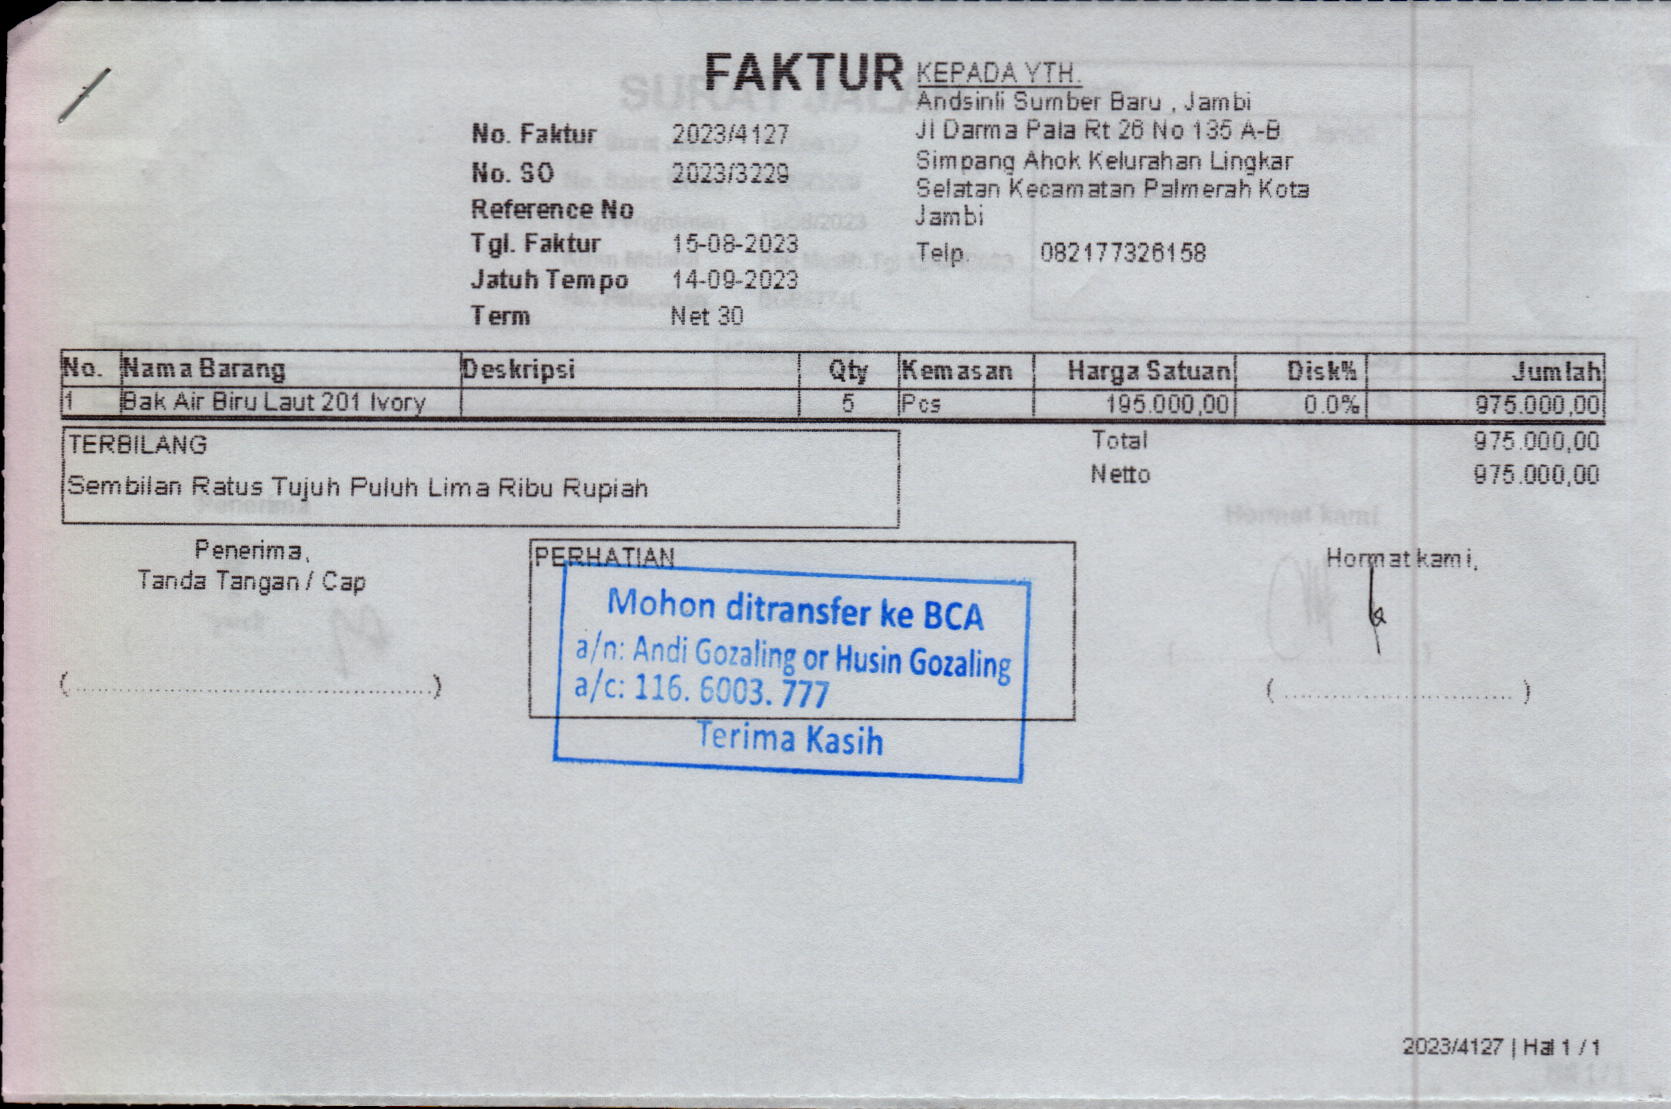 FAKTUR
No. Faktur 2023/4127
No. SO 2023/3229
Reference No
Tgl. Faktur 15-08-2023
Jatuh Tempo 14-09-2023
Term Net 30
KEPADA YTH.
Andsinli Sumber Baru , Jambi
Jl Darma Pala Rt 26 No 135 A-B
Simpang Ahok Kelurahan Lingkar
Selatan Kecamatan Palmerah Kota
Jambi
Telp. 082177326158
No. Nama Barang Deskripsi Qty Kemasan Harga Satuan Disk% Jumlah
1 Bak Air Biru Laut 201 Ivory 5 Pcs 195.000,00 0.0% 975.000,00
TERBILANG
Sembilan Ratus Tujuh Puluh Lima Ribu Rupiah
Total 975.000,00
Netto 975.000,00
Penerima,
Tanda Tangan / Cap
PERHATIAN
Mohon ditransfer ke BCA
a/n: Andi Gozaling or Husin Gozaling
a/c: 116. 6003. 777
Terima Kasih
Hormat kami,
2023/4127 | Hal 1 / 1